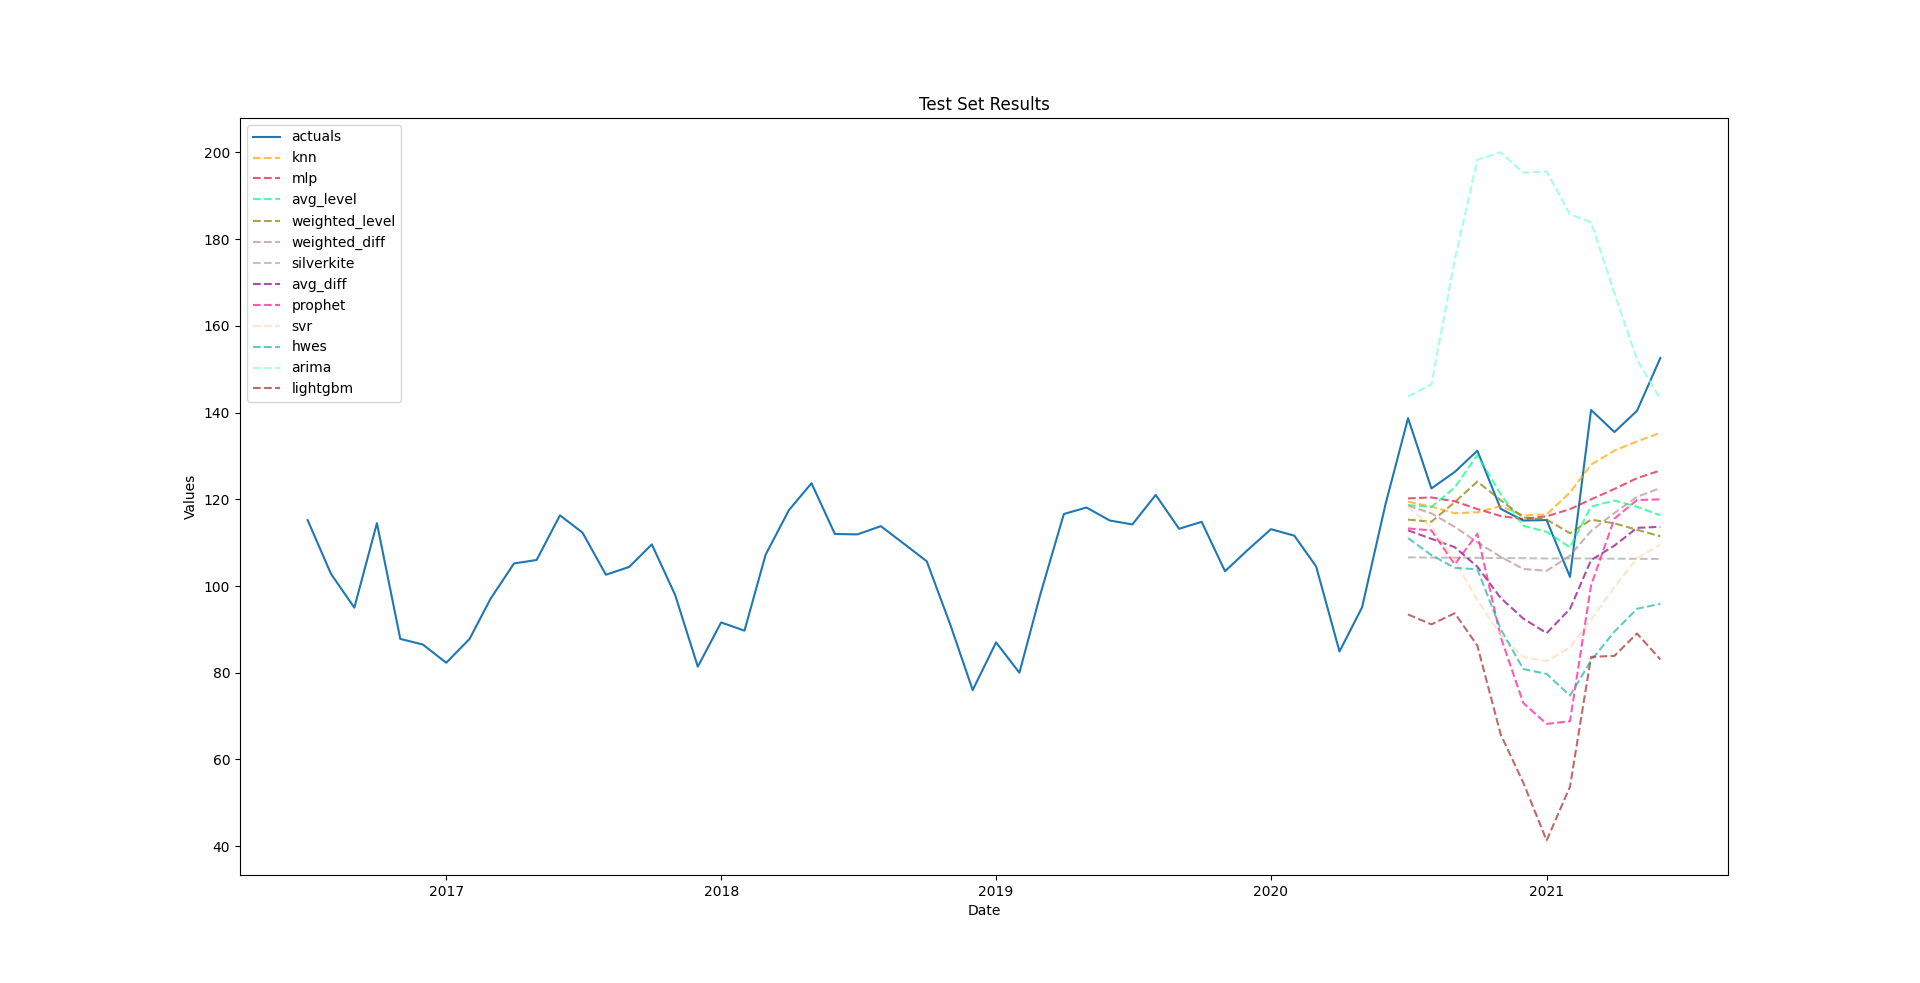 Test Set Results
actuals
knn
mlp
avg_level
weighted_level
weighted_diff
silverkite
avg_diff
prophet
svr
hwes
arima
lightgbm
200
180
160
140
120
100
80
60
40
Values
2017 2018 2019 2020 2021
Date